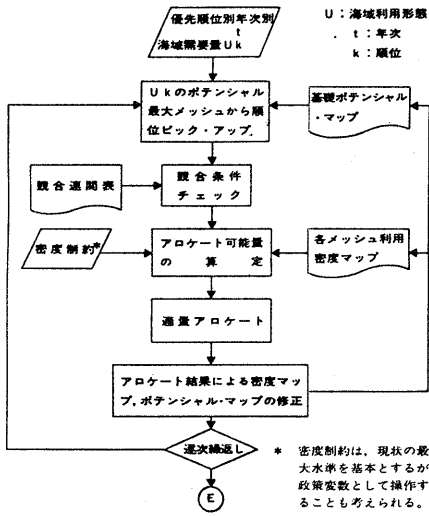 優先順位別年次別
t
海域需要量Uk
U：海域利用形態
t：年次
k：順位
Ukのポテンシャル
最大メッシュから順
位ピック・アップ.
基礎ポテンシャル
・マップ
競合連関表
競合条件
チェック
密度制約*
アロケート可能量
の算定
各メッシュ利用
密度マップ
適量アロケート
アロケート結果による密度マッ
プ,ポテンシャル・マップの修正
逐次繰返し
E
* 密度制約は、現状の最
大水準を基本とするが
政策変数として操作す
ることも考えられる。